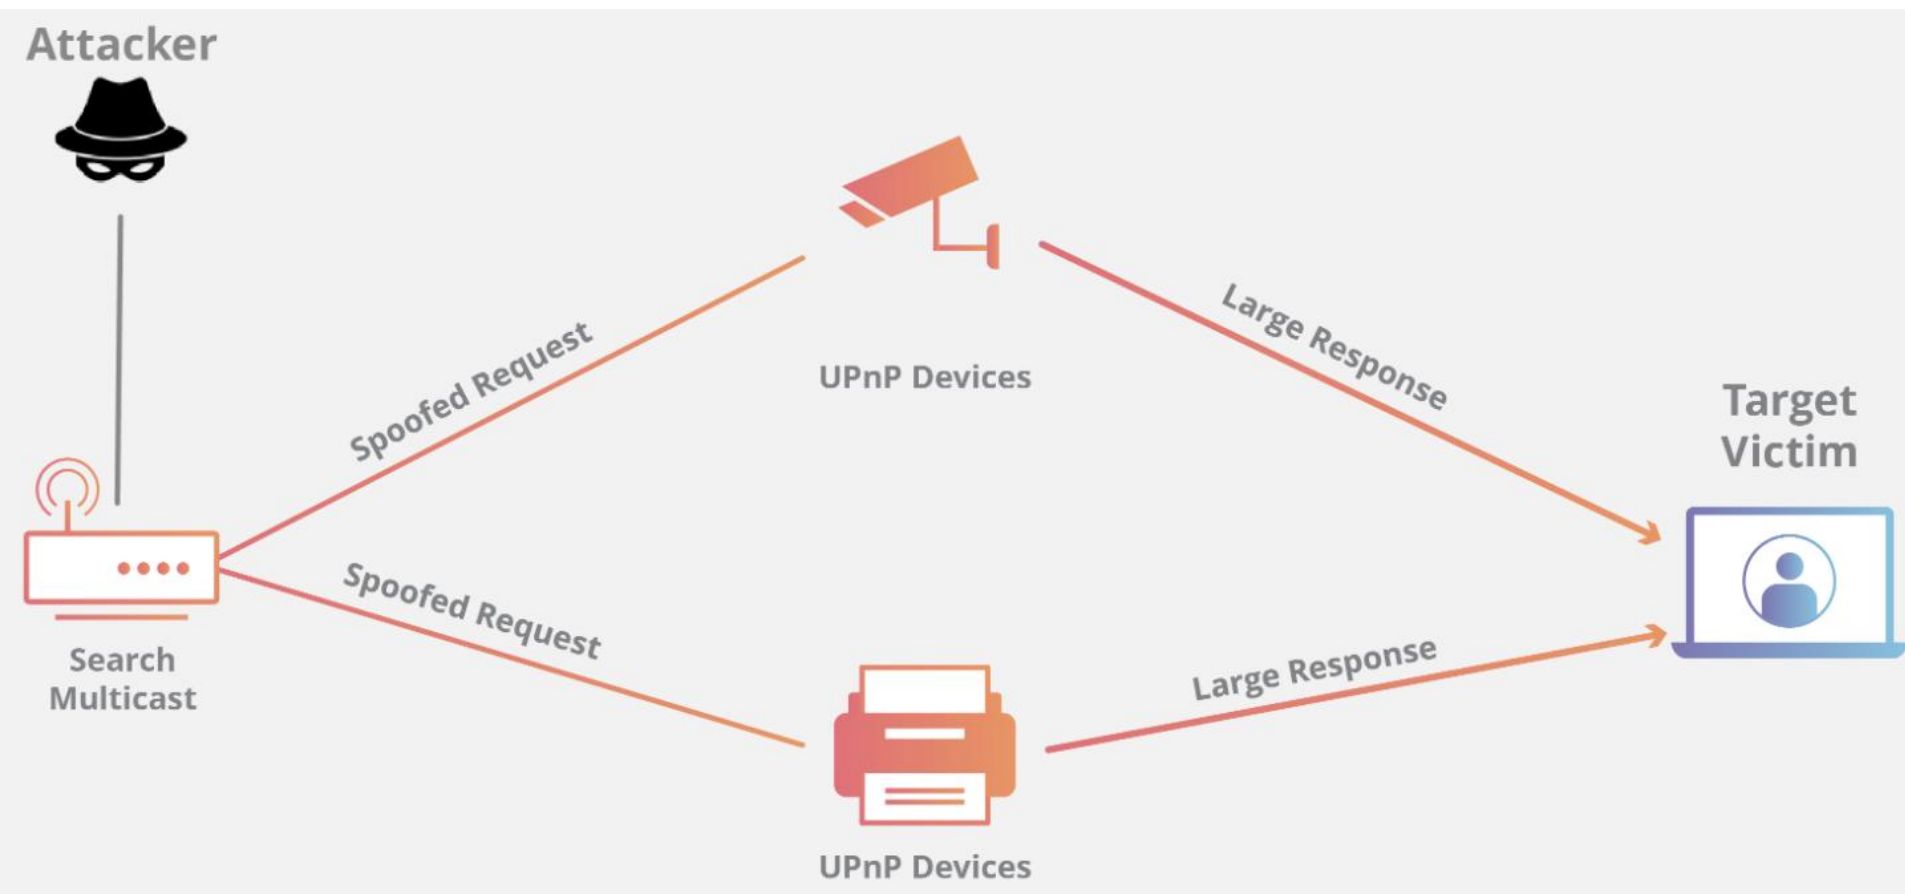 Attacker
Spoofed Request
UPnP Devices
Large Response
Target
Victim
Search
Multicast
Spoofed Request
UPnP Devices
Large Response